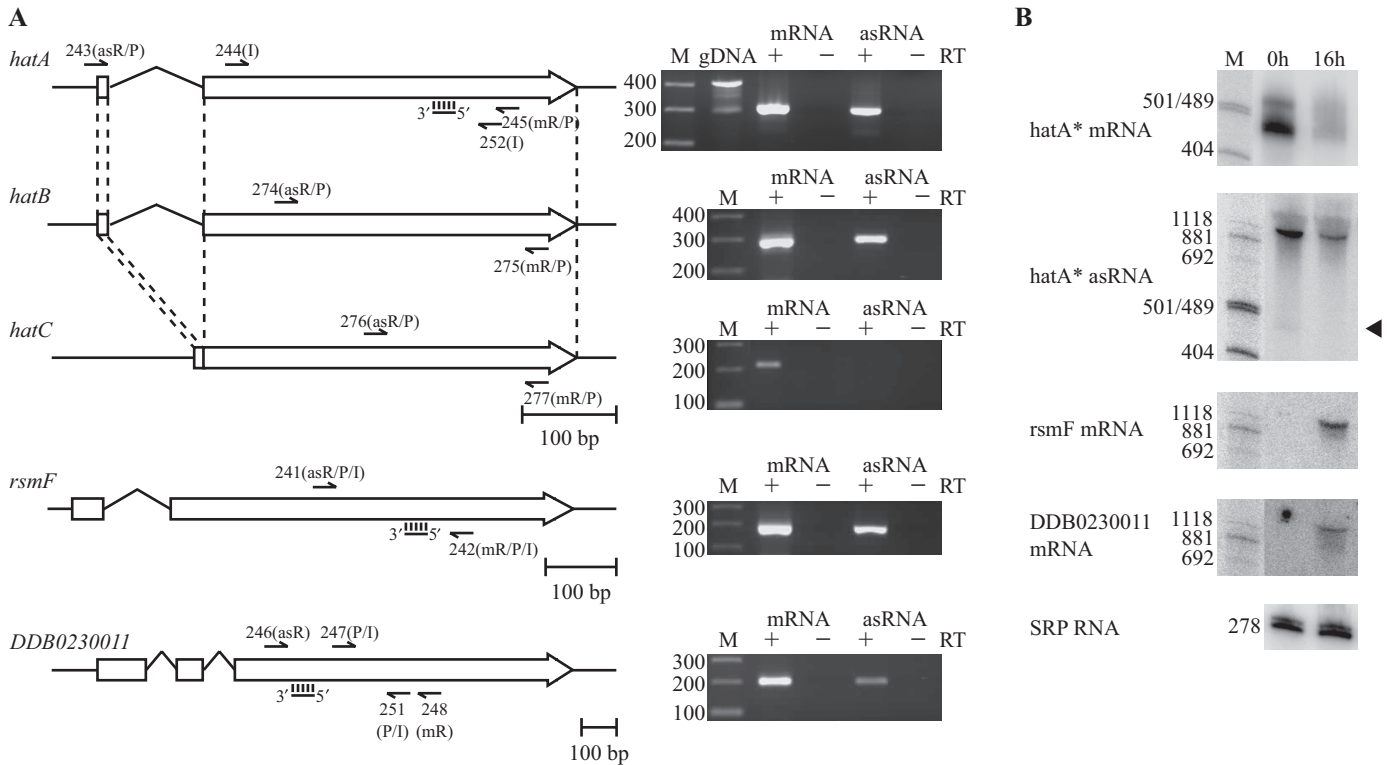 A
hatA
243(asR/P)
244(I)
3′ 5′
245(mR/P)
252(I)
mRNA asRNA
M gDNA + − + − RT
400
300
200
hatB
274(asR/P)
275(mR/P)
mRNA asRNA
M + − + − RT
400
300
200
hatC
276(asR/P)
277(mR/P)
100 bp
mRNA asRNA
M + − + − RT
300
200
100
rsmF
241(asR/P/I)
3′ 5′
242(mR/P/I)
100 bp
mRNA asRNA
M + − + − RT
300
200
100
DDB0230011
246(asR)
247(P/I)
3′ 5′
251
(P/I)
248
(mR)
100 bp
mRNA asRNA
M + − + − RT
300
200
100
B
M 0h 16h
hatA* mRNA
501/489
404
hatA* asRNA
1118
881
692
501/489
404
rsmF mRNA
1118
881
692
DDB0230011
mRNA
1118
881
692
SRP RNA
278